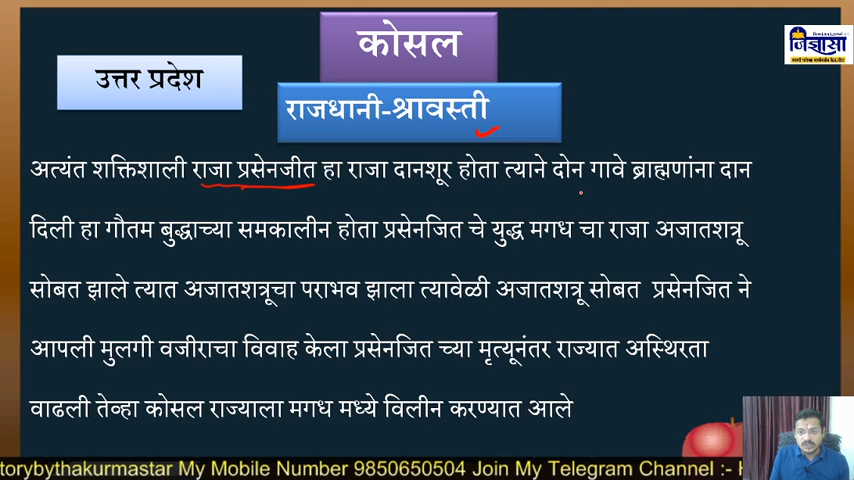 कोसल
जिज्ञासा
उत्तर प्रदेश
राजधानी-श्रावस्ती
अत्यंत शक्तिशाली राजा प्रसेनजीत हा राजा दानशूर होता त्याने दोन गावे ब्राह्मणांना दान
दिली हा गौतम बुद्धाच्या समकालीन होता प्रसेनजित चे युद्ध मगध चा राजा अजातशत्रू
सोबत झाले त्यात अजातशत्रूचा पराभव झाला त्यावेळी अजातशत्रू सोबत प्रसेनजित ने
आपली मुलगी वजीराचा विवाह केला प्रसेनजित च्या मृत्यूनंतर राज्यात अस्थिरता
वाढली तेव्हा कोसल राज्याला मगध मध्ये विलीन करण्यात आले
torybythakurmastar My Mobile Number 9850650504 Join My Telegram Channel :- H